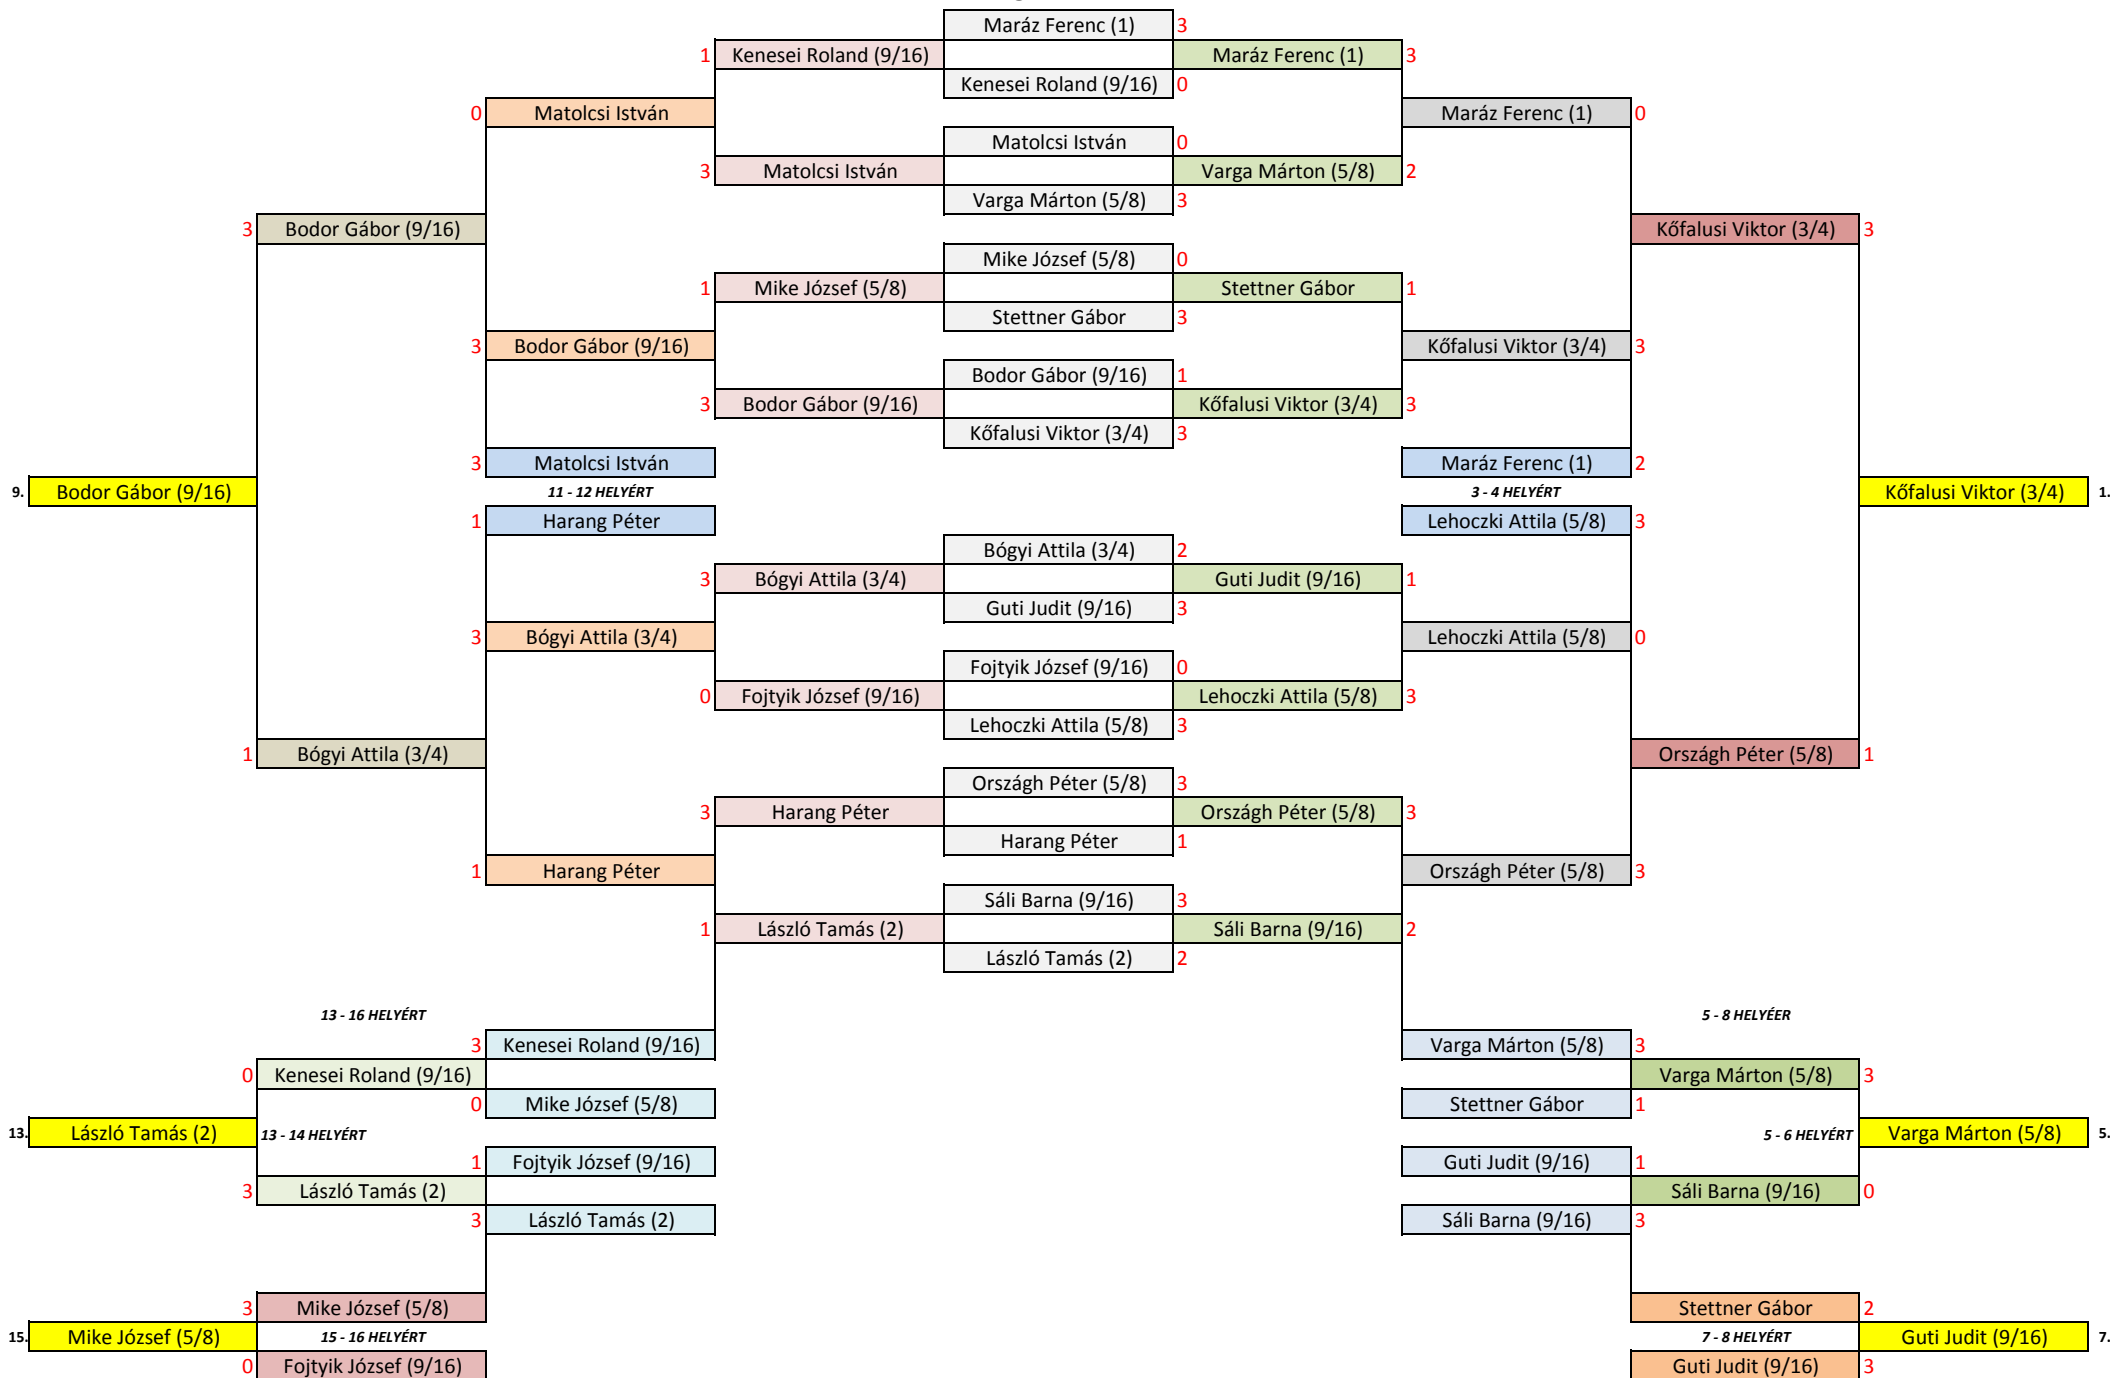 Maráz Ferenc (1) 3
1 Kenesei Roland (9/16) Maráz Ferenc (1) 3
Kenesei Roland (9/16) 0
0 Matolcsi István Maráz Ferenc (1) 0
Matolcsi István 0
3 Matolcsi István Varga Márton (5/8) 2
Varga Márton (5/8) 3
3 Bodor Gábor (9/16) Kőfalusi Viktor (3/4) 3
Mike József (5/8) 0
1 Mike József (5/8) Stettner Gábor 1
Stettner Gábor 3
3 Bodor Gábor (9/16) Kőfalusi Viktor (3/4) 3
Bodor Gábor (9/16) 1
3 Bodor Gábor (9/16) Kőfalusi Viktor (3/4) 3
Kőfalusi Viktor (3/4) 3
3 Matolcsi István Maráz Ferenc (1) 2
9. Bodor Gábor (9/16) 11 - 12 HELYÉRT 3 - 4 HELYÉRT Kőfalusi Viktor (3/4) 1.
1 Harang Péter Lehoczki Attila (5/8) 3
Bógyi Attila (3/4) 2
3 Bógyi Attila (3/4) Guti Judit (9/16) 1
Guti Judit (9/16) 3
3 Bógyi Attila (3/4) Lehoczki Attila (5/8) 0
Fojtyik József (9/16) 0
0 Fojtyik József (9/16) Lehoczki Attila (5/8) 3
Lehoczki Attila (5/8) 3
1 Bógyi Attila (3/4) Országh Péter (5/8) 1
Országh Péter (5/8) 3
3 Harang Péter Országh Péter (5/8) 3
Harang Péter 1
1 Harang Péter Országh Péter (5/8) 3
Sáli Barna (9/16) 3
1 László Tamás (2) Sáli Barna (9/16) 2
László Tamás (2) 2
13 - 16 HELYÉRT 5 - 8 HELYÉER
3 Kenesei Roland (9/16) Varga Márton (5/8) 3
0 Kenesei Roland (9/16) Varga Márton (5/8) 3
0 Mike József (5/8) Stettner Gábor 1
13. László Tamás (2) 13 - 14 HELYÉRT 5 - 6 HELYÉRT Varga Márton (5/8) 5.
1 Fojtyik József (9/16) Guti Judit (9/16) 1
3 László Tamás (2) Sáli Barna (9/16) 0
3 László Tamás (2) Sáli Barna (9/16) 3
3 Mike József (5/8) Stettner Gábor 2
15. Mike József (5/8) 15 - 16 HELYÉRT 7 - 8 HELYÉRT Guti Judit (9/16) 7.
0 Fojtyik József (9/16) Guti Judit (9/16) 3